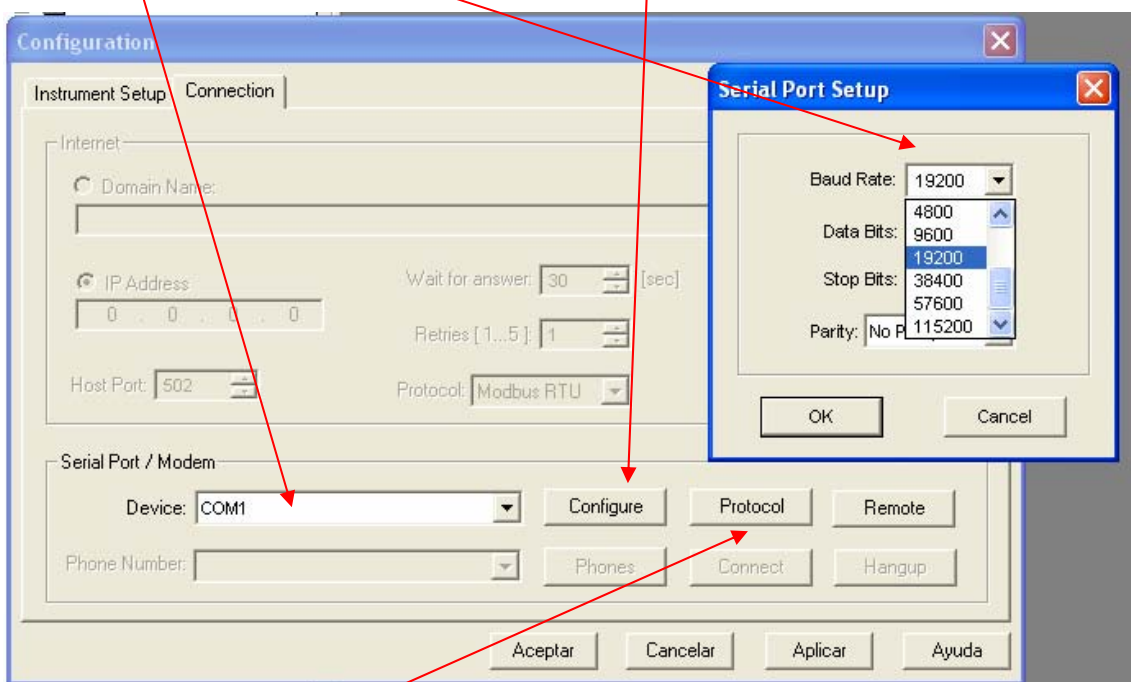 Configuration
Instrument Setup Connection
Internet
Domain Name:
IP Address
0 . 0 . 0 . 0
Wait for answer: 30 [sec]
Retries [ 1...5 ]: 1
Host Port: 502
Protocol: Modbus RTU
Serial Port / Modem
Device: COM1
Configure Protocol Remote
Phone Number:
Phones Connect Hangup
Aceptar Cancelar Aplicar Ayuda
Serial Port Setup
Baud Rate: 19200
4800
9600
19200
38400
57600
115200
Data Bits:
Stop Bits:
Parity: No
OK Cancel